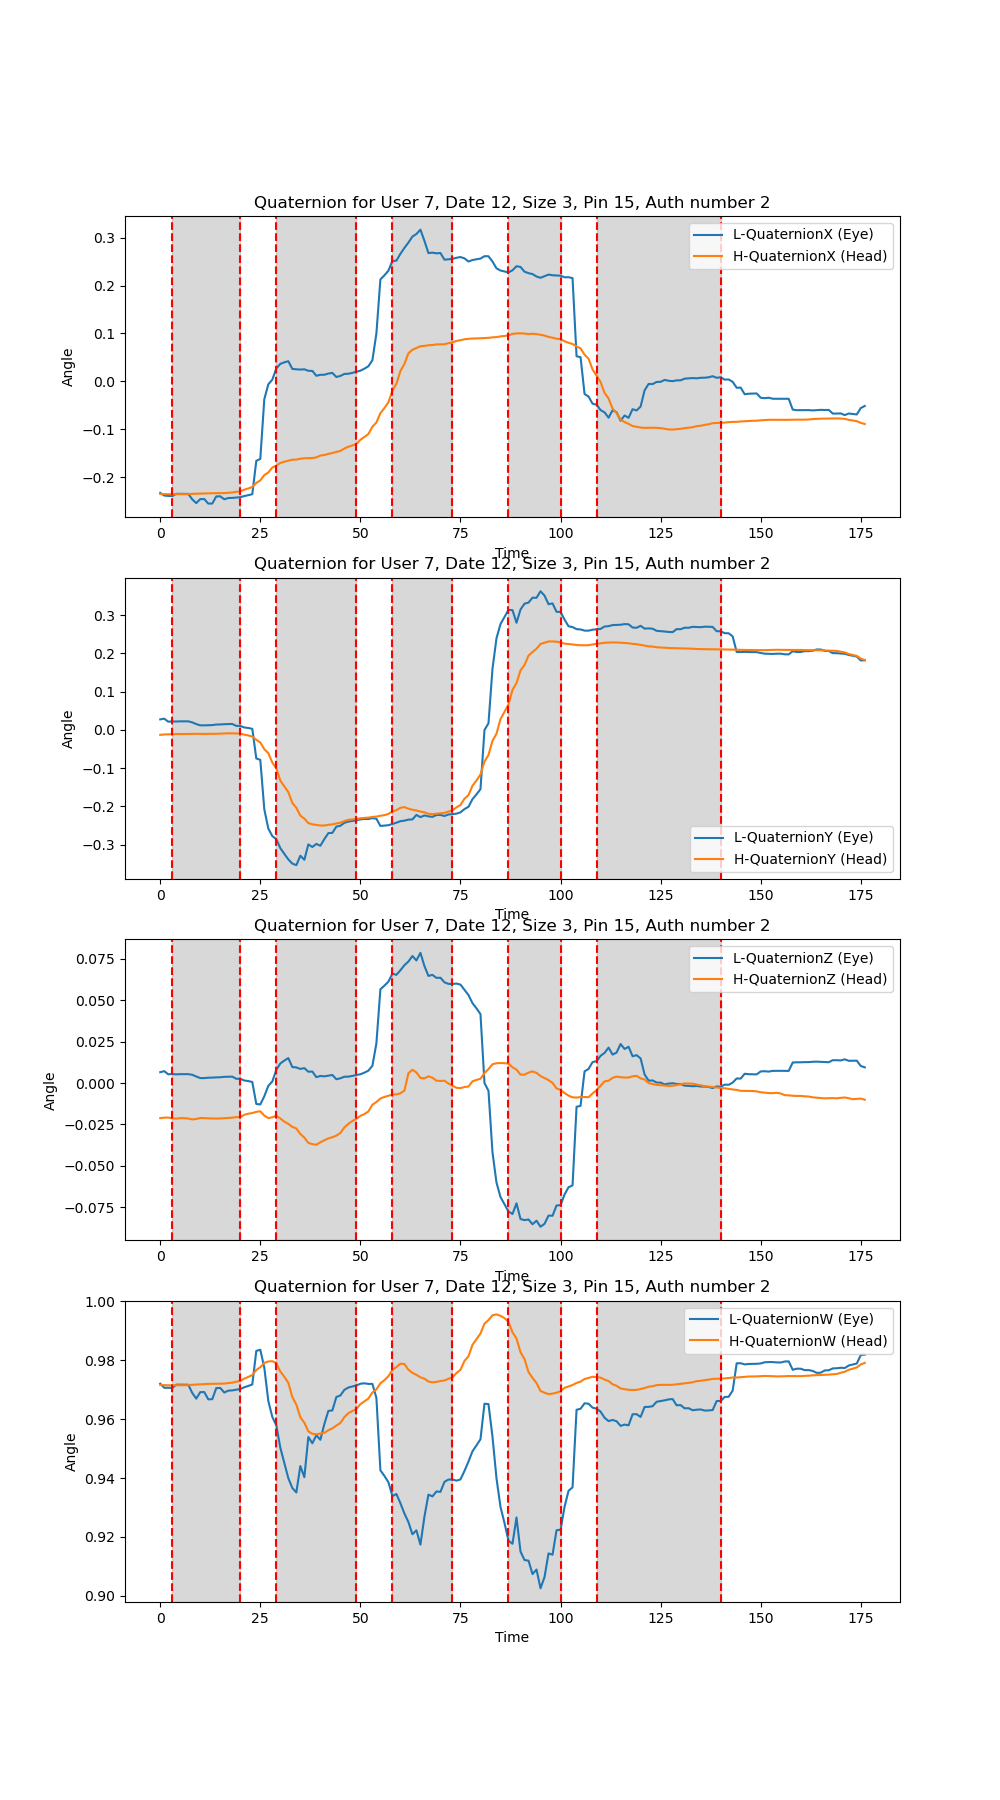 Quaternion for User 7, Date 12, Size 3, Pin 15, Auth number 2
L-QuaternionX (Eye)
H-QuaternionX (Head)
Angle
0.3
0.2
0.1
0.0
−0.1
−0.2
0 25 50 75 100 125 150 175
Time
Quaternion for User 7, Date 12, Size 3, Pin 15, Auth number 2
Angle
0.3
0.2
0.1
0.0
−0.1
−0.2
−0.3
L-QuaternionY (Eye)
H-QuaternionY (Head)
0 25 50 75 100 125 150 175
Time
Quaternion for User 7, Date 12, Size 3, Pin 15, Auth number 2
L-QuaternionZ (Eye)
H-QuaternionZ (Head)
Angle
0.075
0.050
0.025
0.000
−0.025
−0.050
−0.075
0 25 50 75 100 125 150 175
Time
Quaternion for User 7, Date 12, Size 3, Pin 15, Auth number 2
L-QuaternionW (Eye)
H-QuaternionW (Head)
Angle
1.00
0.98
0.96
0.94
0.92
0.90
0 25 50 75 100 125 150 175
Time